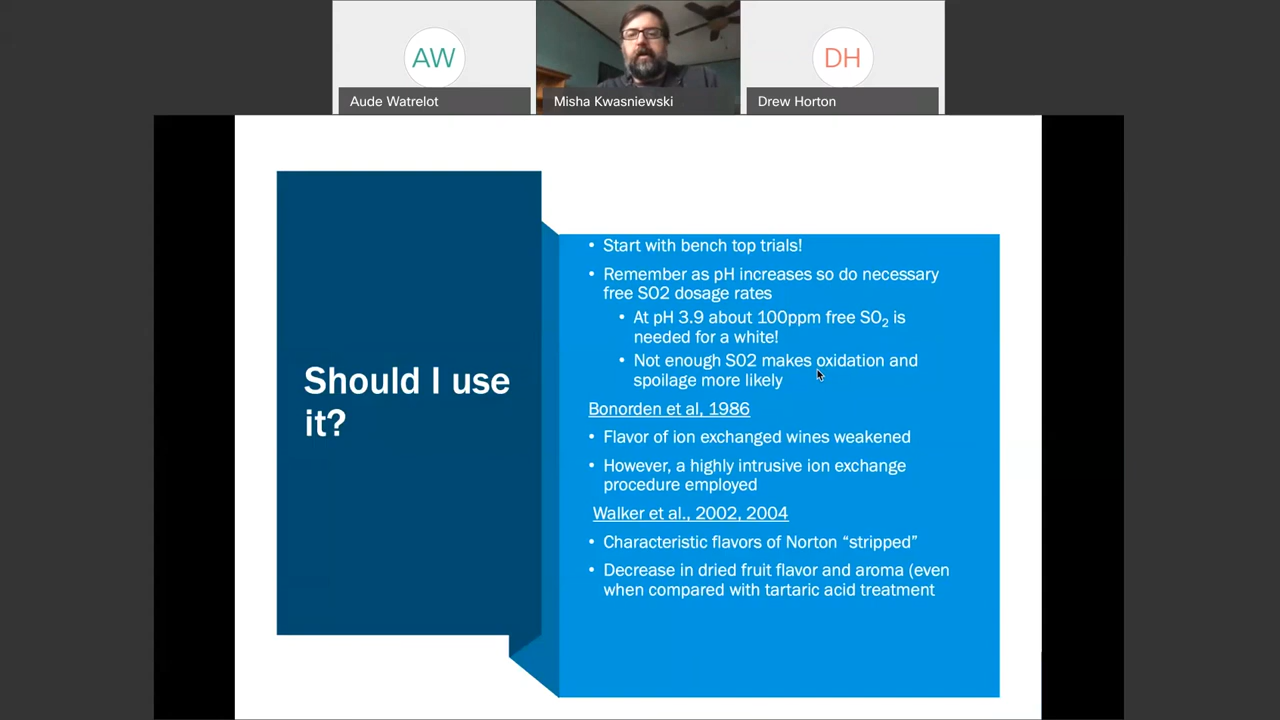 AW
DH
Aude Watrelot
Misha Kwasniewski
Drew Horton
Should I use
it?
• Start with bench top trials!
• Remember as pH increases so do necessary
free SO2 dosage rates
• At pH 3.9 about 100ppm free SO₂ is
needed for a white!
• Not enough SO2 makes oxidation and
spoilage more likely
Bonorden et al, 1986
• Flavor of ion exchanged wines weakened
• However, a highly intrusive ion exchange
procedure employed
Walker et al., 2002, 2004
• Characteristic flavors of Norton “stripped”
• Decrease in dried fruit flavor and aroma (even
when compared with tartaric acid treatment